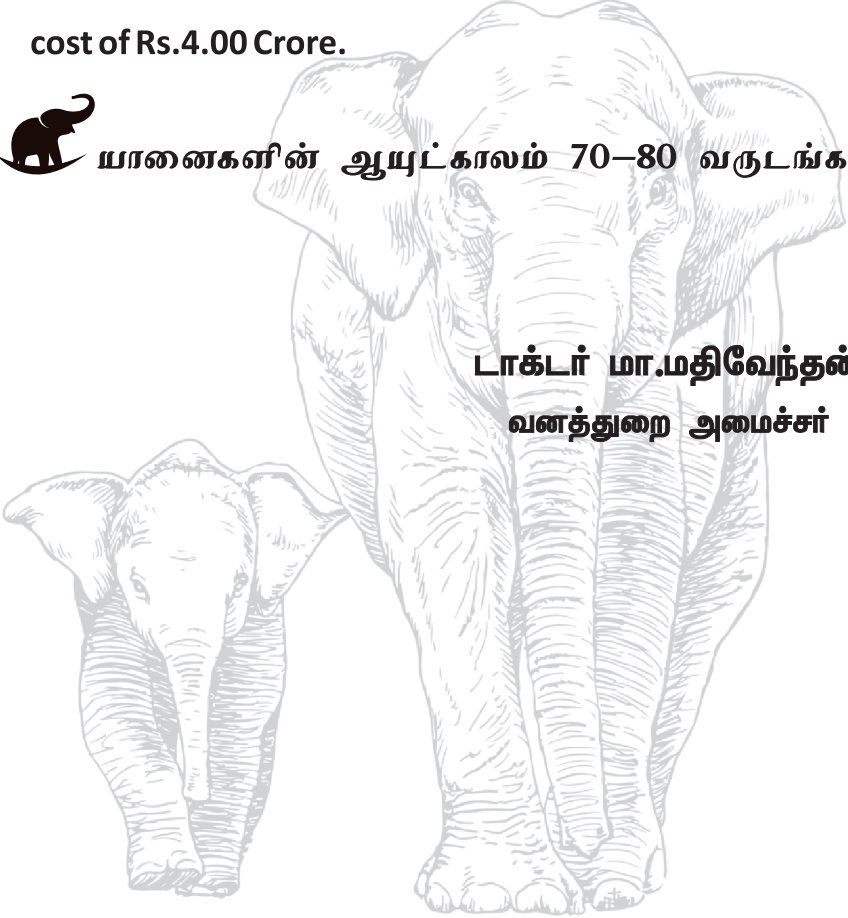 cost of Rs.4.00 Crore.
யானைகளின் ஆயுட்காலம் 70–80 வருடங்க
டாக்டர் மா.மதிவேந்தன்
வனத்துறை அமைச்சர்